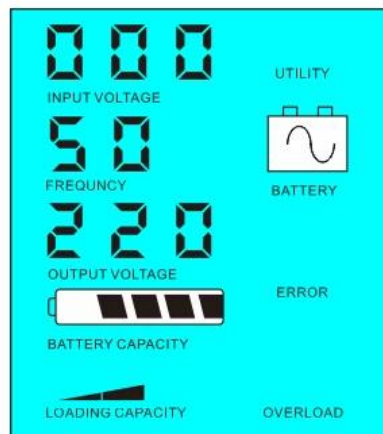 000
UTILITY
INPUT VOLTAGE
50
FREQUNCY
BATTERY
220
OUTPUT VOLTAGE
ERROR
BATTERY CAPACITY
LOADING CAPACITY
OVERLOAD